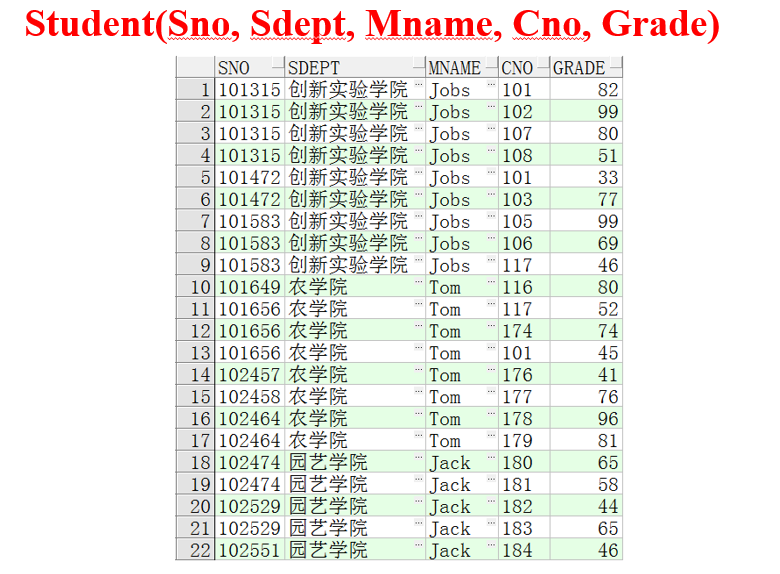 Student(Sno, Sdept, Mname, Cno, Grade)
SNO SDEPT MNAME CNO GRADE
1 101315 创新实验学院 Jobs 101 82
2 101315 创新实验学院 Jobs 102 99
3 101315 创新实验学院 Jobs 107 80
4 101315 创新实验学院 Jobs 108 51
5 101472 创新实验学院 Jobs 101 33
6 101472 创新实验学院 Jobs 103 77
7 101583 创新实验学院 Jobs 105 99
8 101583 创新实验学院 Jobs 106 69
9 101583 创新实验学院 Jobs 117 46
10 101649 农学院 Tom 116 80
11 101656 农学院 Tom 117 52
12 101656 农学院 Tom 174 74
13 101656 农学院 Tom 101 45
14 102457 农学院 Tom 176 41
15 102458 农学院 Tom 177 76
16 102464 农学院 Tom 178 96
17 102464 农学院 Tom 179 81
18 102474 园艺学院 Jack 180 65
19 102474 园艺学院 Jack 181 58
20 102529 园艺学院 Jack 182 44
21 102529 园艺学院 Jack 183 65
22 102551 园艺学院 Jack 184 46